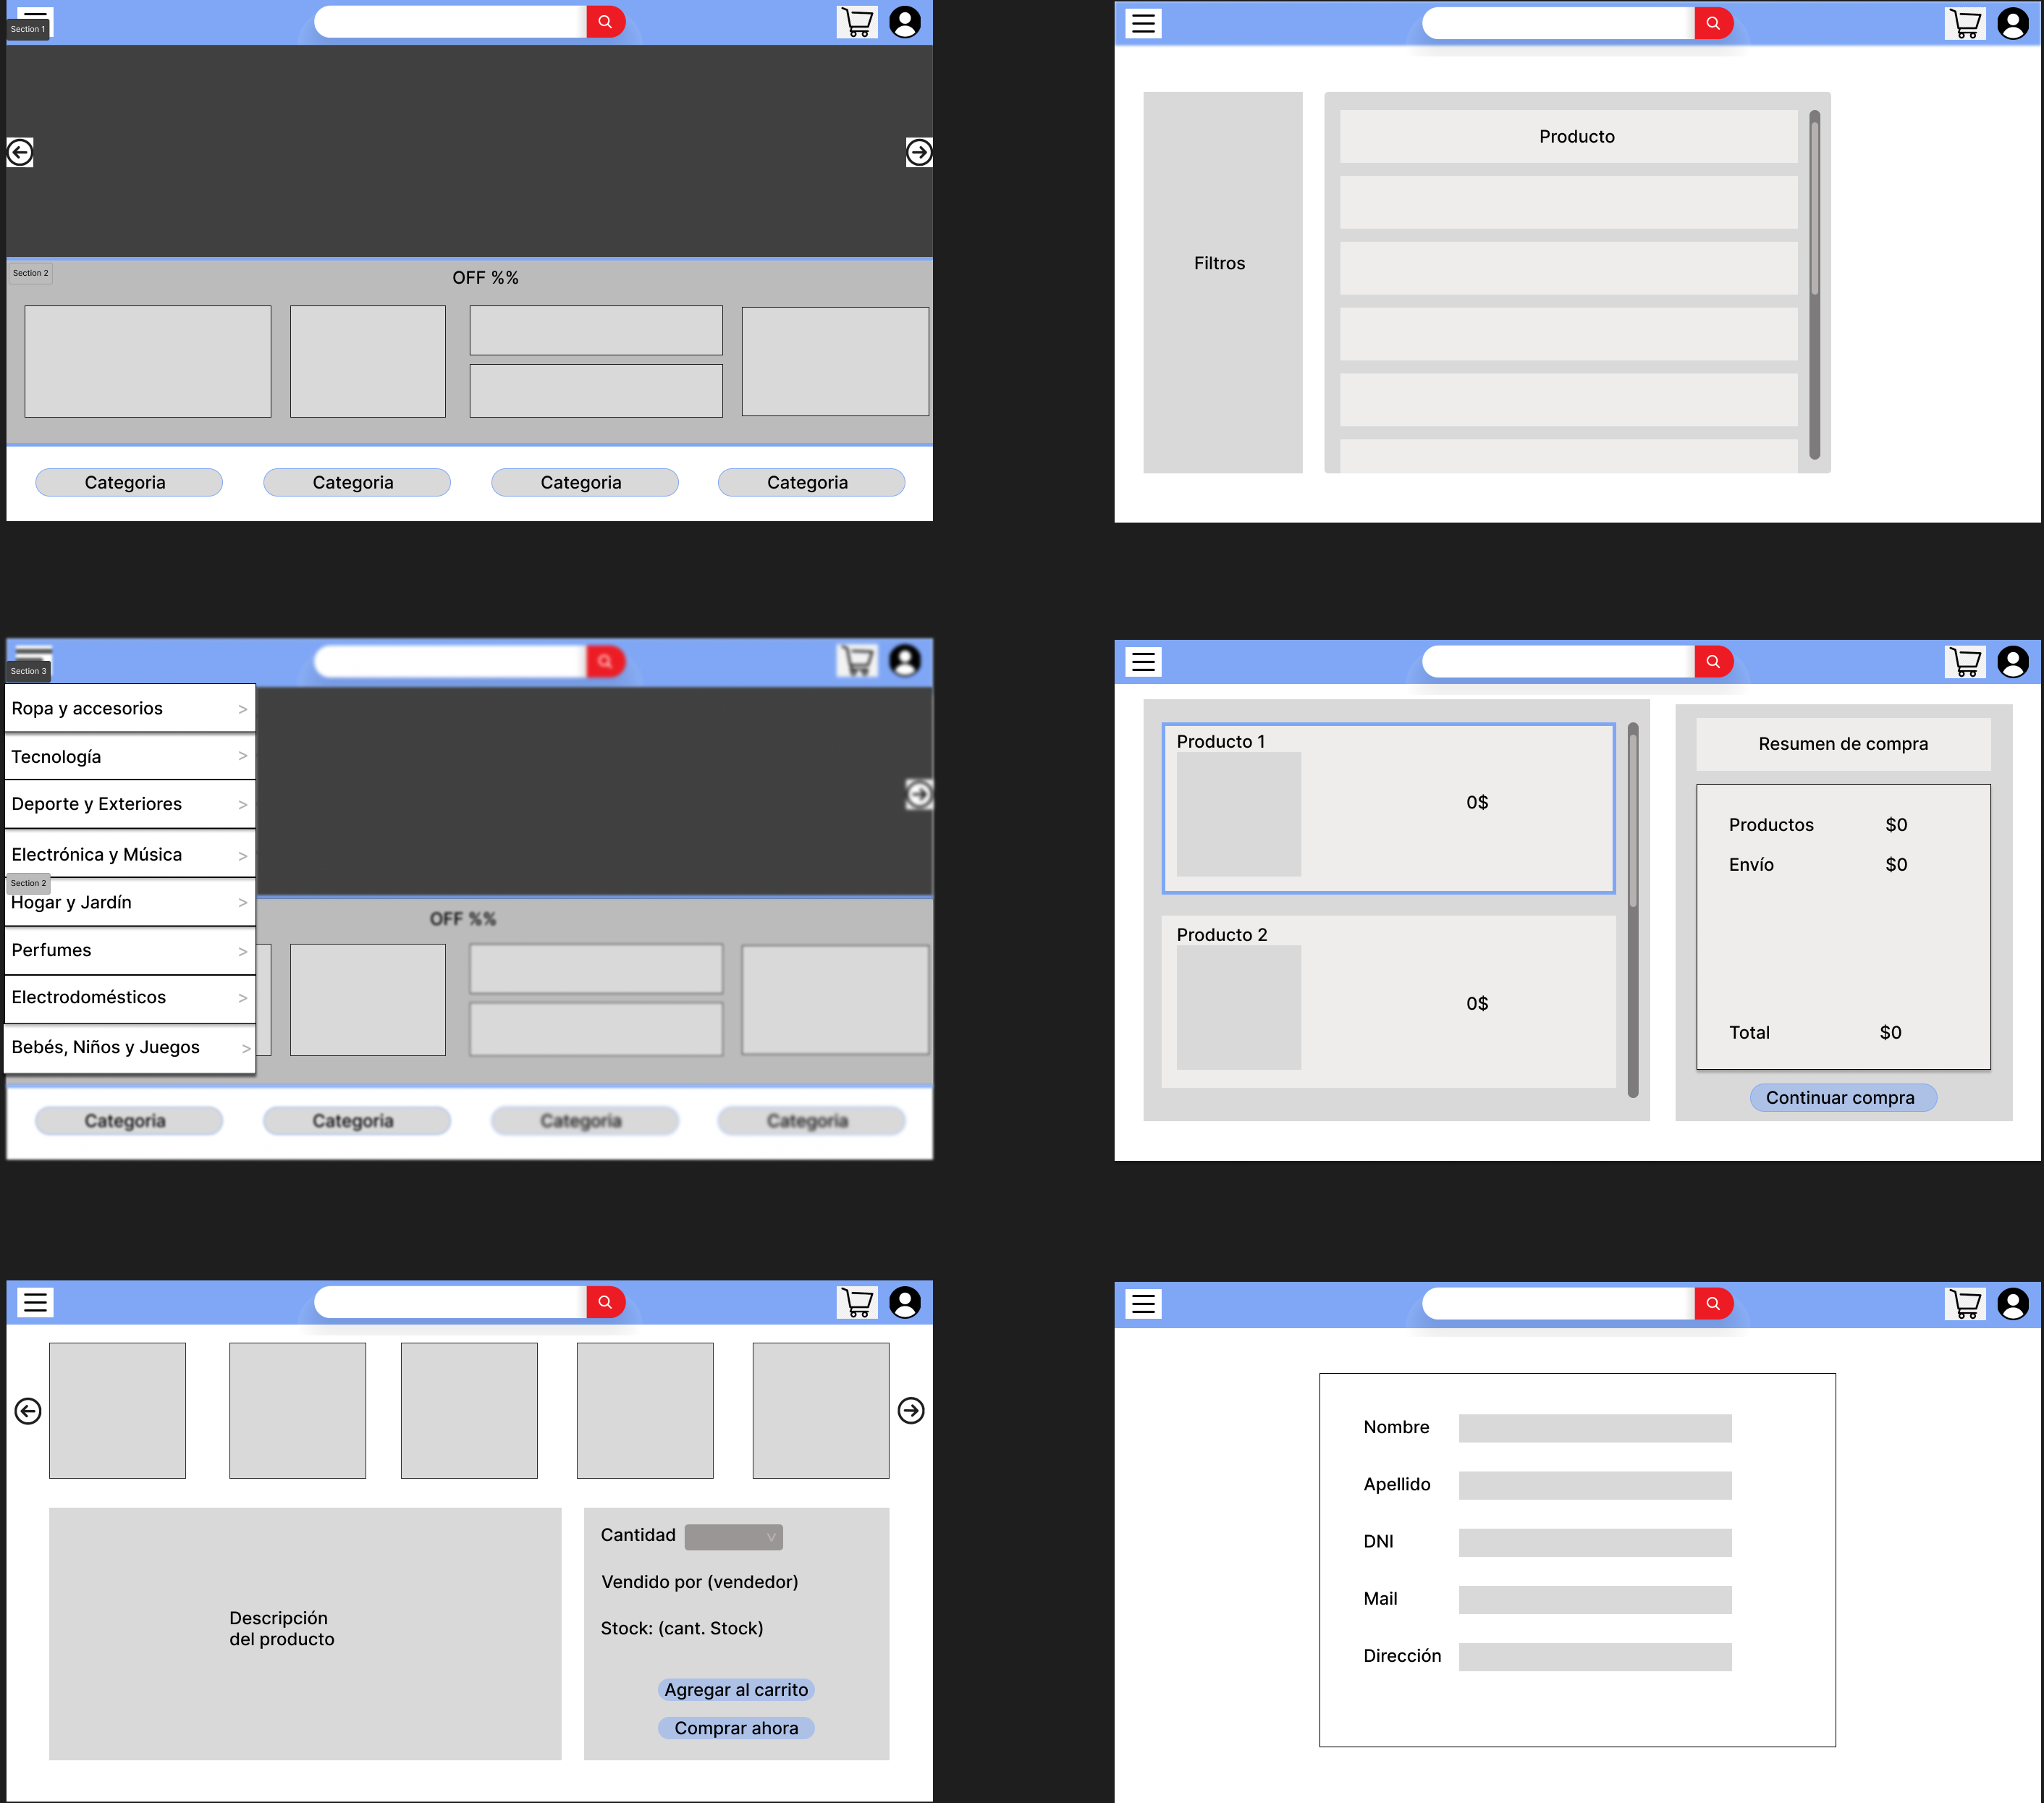 Section 1
Section 2
OFF %%
Categoria
Categoria
Categoria
Categoria
Producto
Filtros
Section 3
Ropa y accesorios >
Tecnología >
Deporte y Exteriores >
Electrónica y Música >
Section 2
Hogar y Jardín >
Perfumes >
Electrodomésticos >
Bebés, Niños y Juegos >
OFF %%
Categoria
Categoria
Categoria
Categoria
Producto 1
0$
Producto 2
0$
Resumen de compra
Productos $0
Envío $0
Total $0
Continuar compra
Descripción
del producto
Cantidad v
Vendido por (vendedor)
Stock: (cant. Stock)
Agregar al carrito
Comprar ahora
Nombre
Apellido
DNI
Mail
Dirección